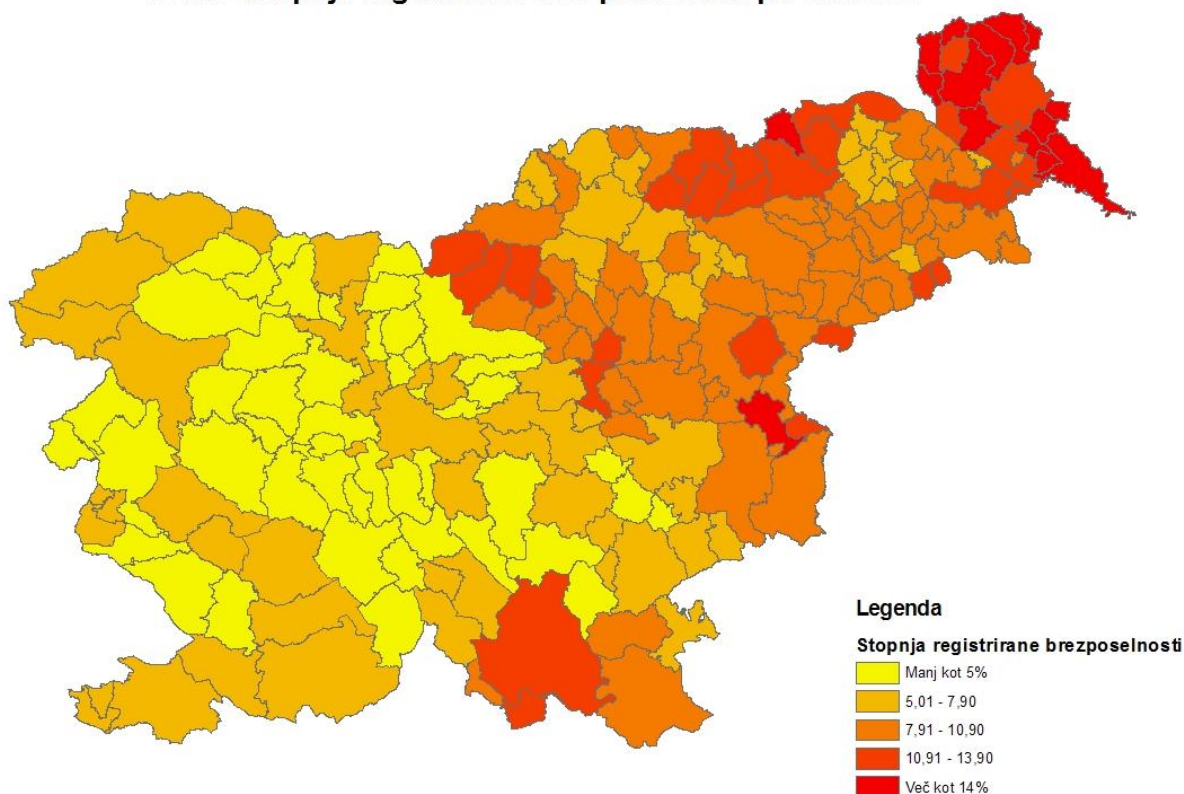 Legenda
Stopnja registrirane brezposelnosti
Manj kot 5%
5,01 - 7,90
7,91 - 10,90
10,91 - 13,90
Več kot 14%